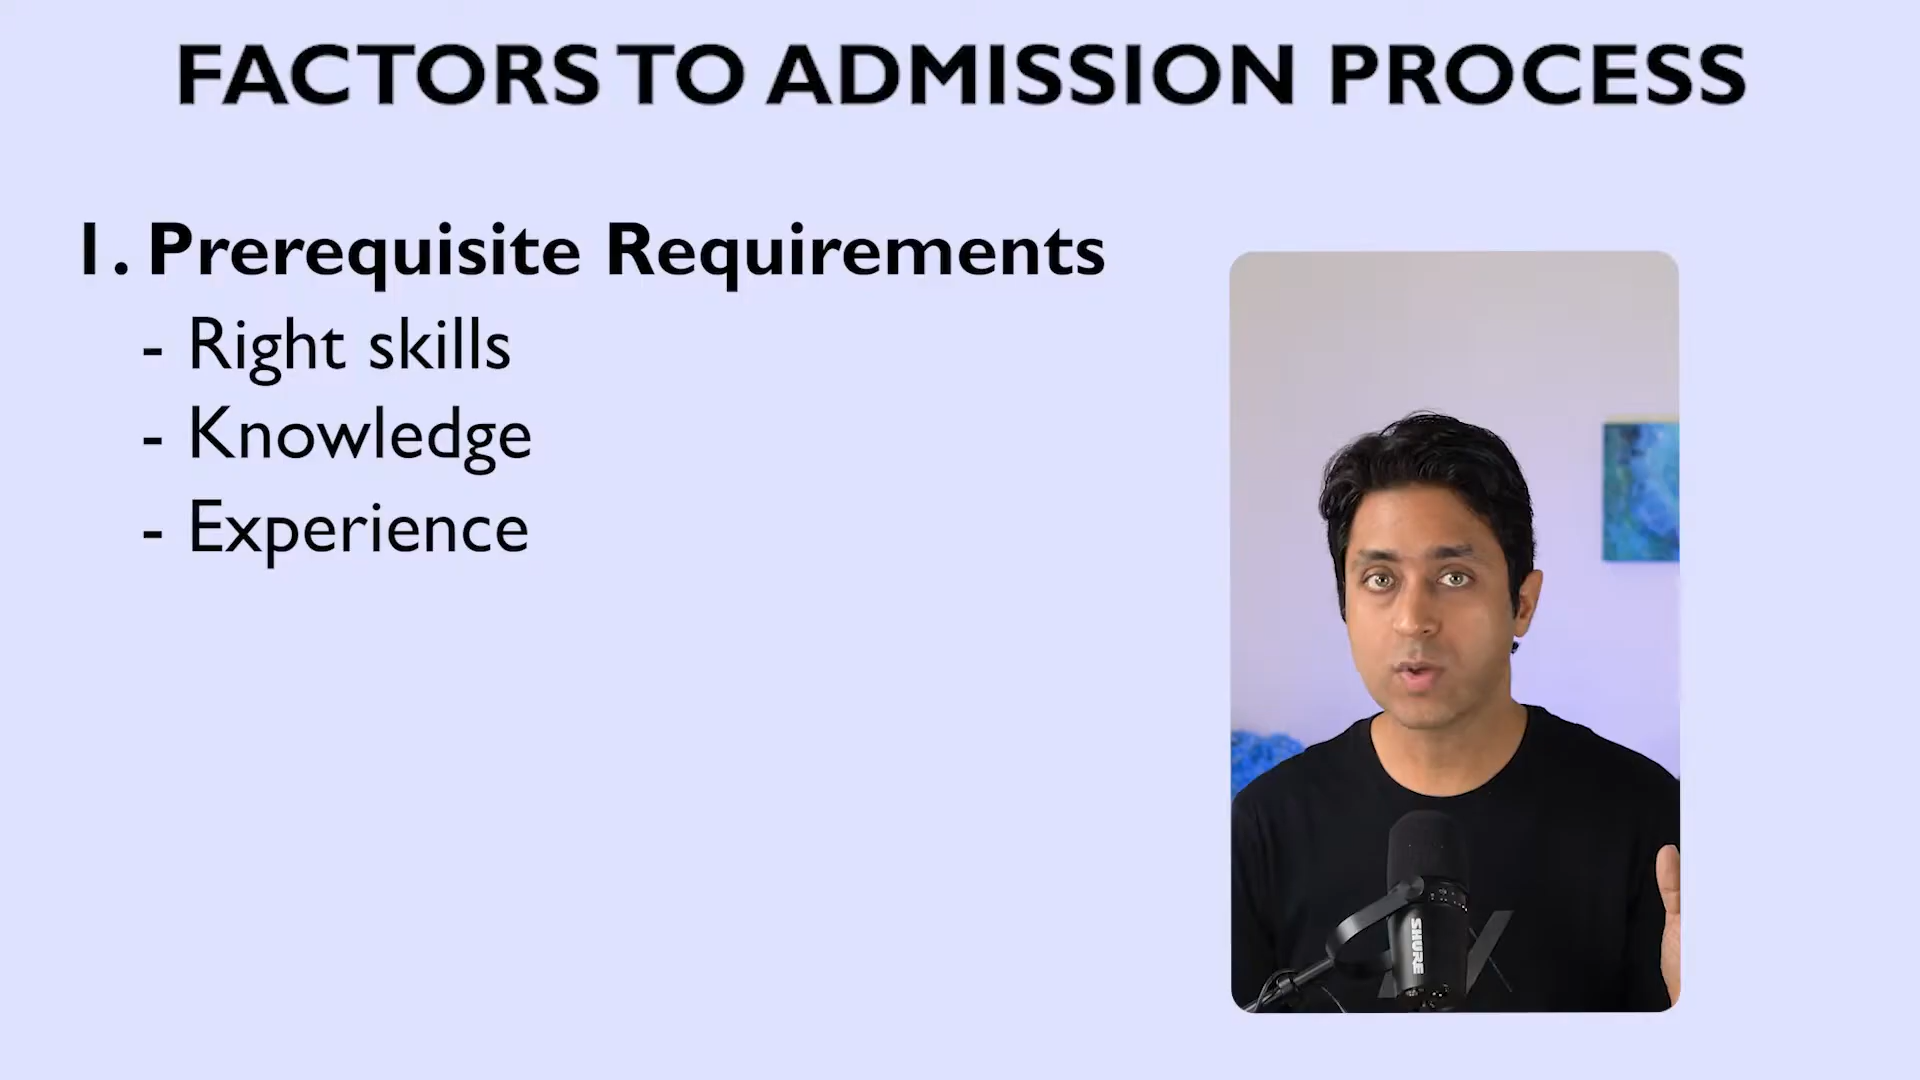 FACTORS TO ADMISSION PROCESS
1. Prerequisite Requirements
- Right skills
- Knowledge
- Experience
SHURE